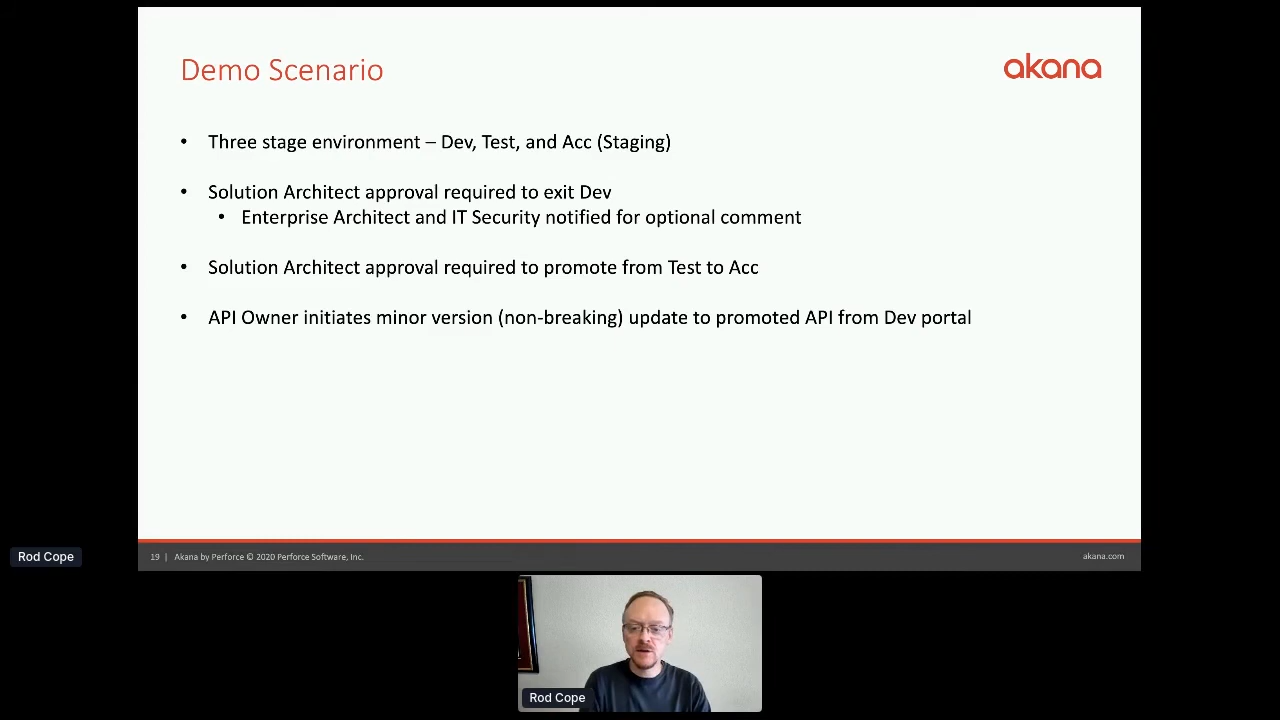 Demo Scenario
akana
• Three stage environment – Dev, Test, and Acc (Staging)
• Solution Architect approval required to exit Dev
• Enterprise Architect and IT Security notified for optional comment
• Solution Architect approval required to promote from Test to Acc
• API Owner initiates minor version (non-breaking) update to promoted API from Dev portal
Rod Cope
19 | Akana by Perforce © 2020 Perforce Software, Inc.
akana.com
Rod Cope